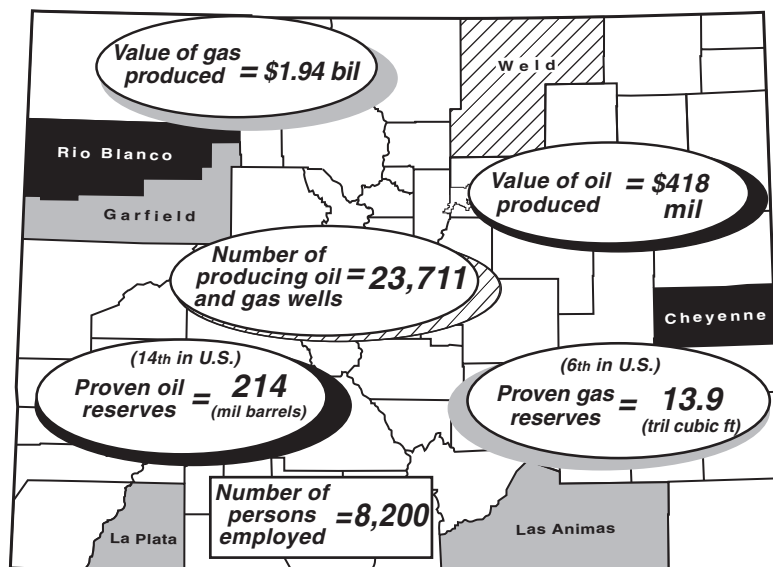 Value of gas
produced = $1.94 bil
Weld
Rio Blanco
Garfield
Value of oil
produced = $418
mil
Number of
producing oil = 23,711
and gas wells
Cheyenne
(14th in U.S.)
Proven oil
reserves = 214
(mil barrels)
(6th in U.S.)
Proven gas
reserves = 13.9
(tril cubic ft)
Number of
persons =8,200
employed
La Plata
Las Animas